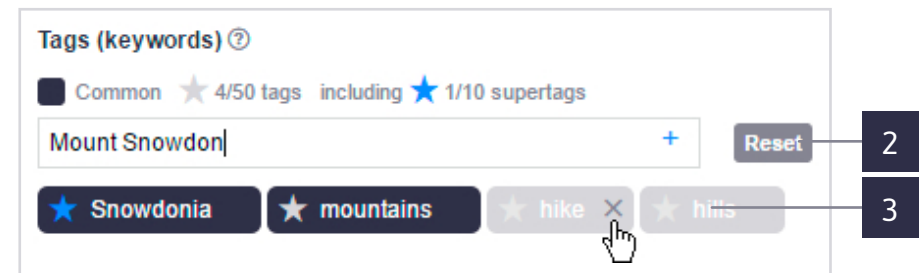 Tags (keywords) ?
Common 4/50 tags including 1/10 supertags
Mount Snowdon + Reset 2
Snowdonia mountains hike × hills 3